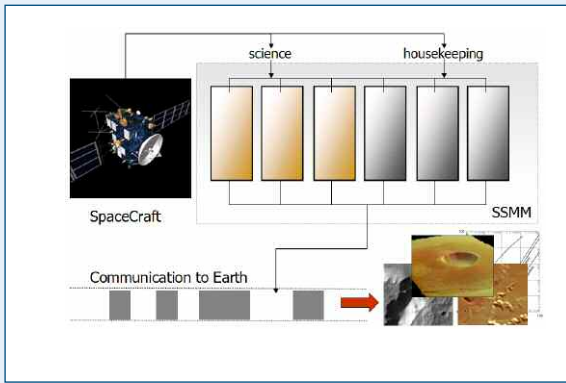 science
housekeeping
SpaceCraft
SSMM
Communication to Earth